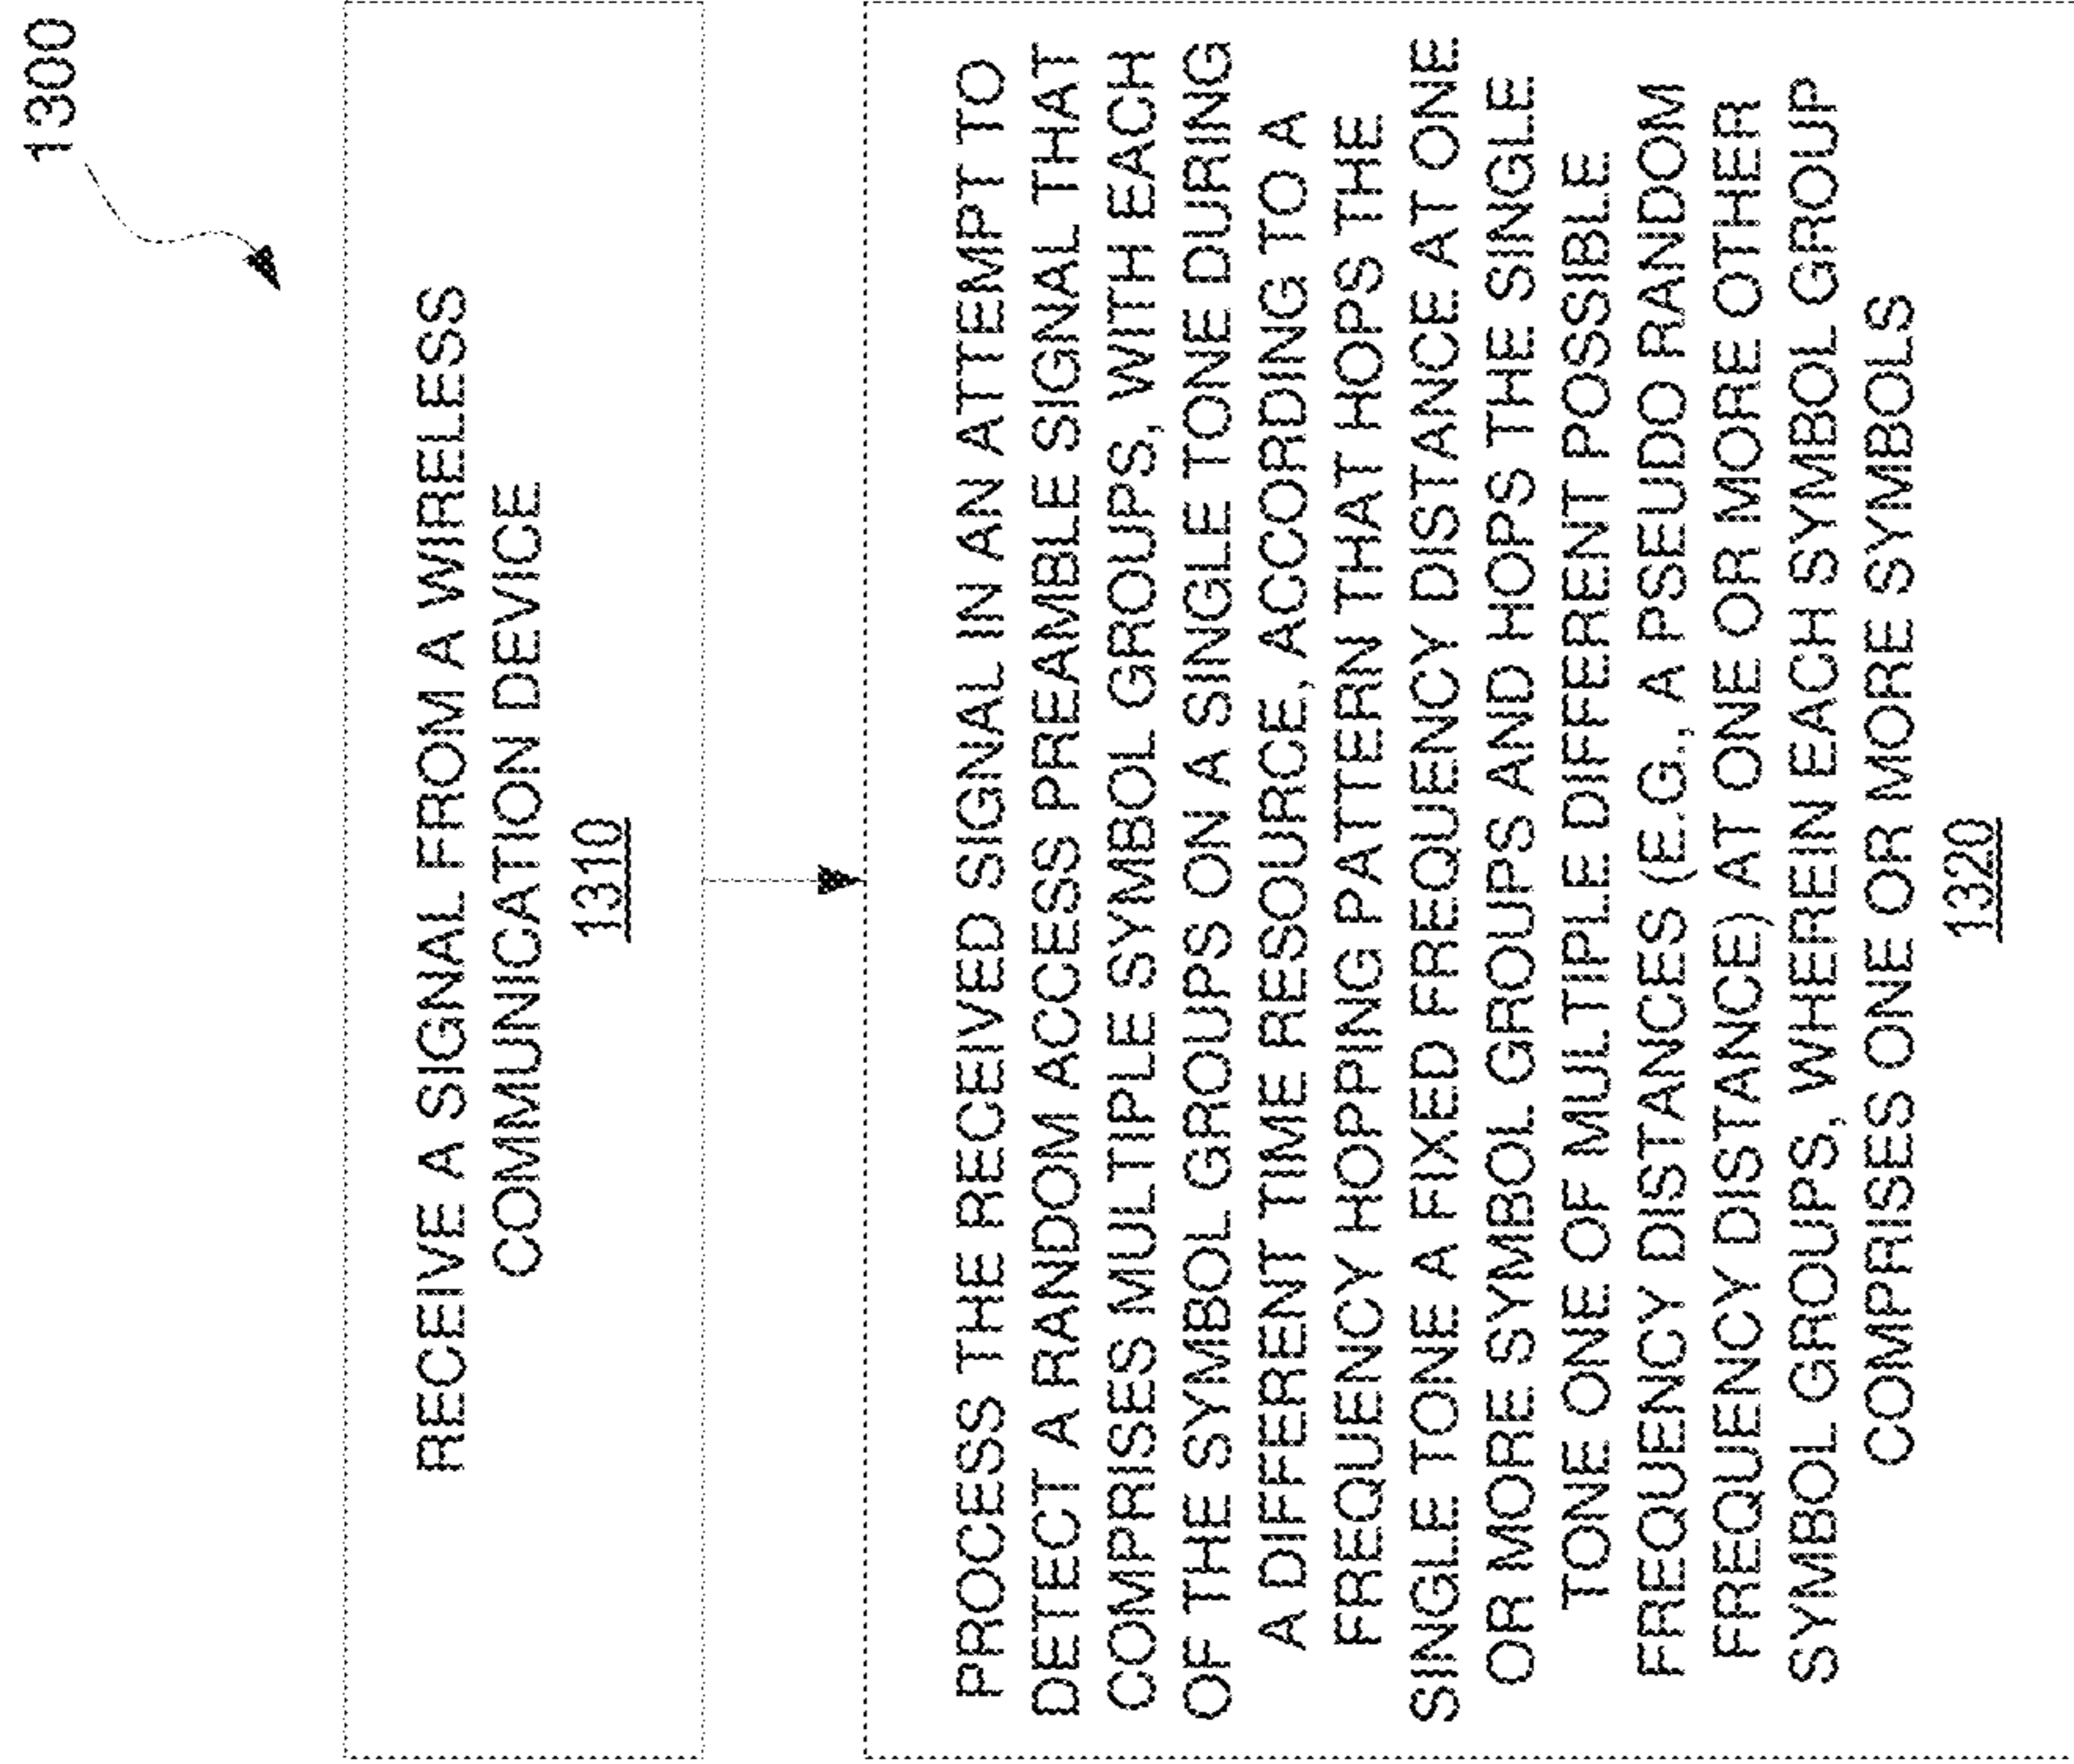 1300
RECEIVE A SIGNAL FROM A WIRELESS
COMMUNICATION DEVICE
1310
PROCESS THE RECEIVED SIGNAL IN AN ATTEMPT TO
DETECT A RANDOM ACCESS PREAMBLE SIGNAL THAT
COMPRISES MULTIPLE SYMBOL GROUPS, WITH EACH
OF THE SYMBOL GROUPS ON A SINGLE TONE DURING
A DIFFERENT TIME RESOURCE, ACCORDING TO A
FREQUENCY HOPPING PATTERN THAT HOPS THE
SINGLE TONE A FIXED FREQUENCY DISTANCE AT ONE
OR MORE SYMBOL GROUPS AND HOPS THE SINGLE
TONE ONE OF MULTIPLE DIFFERENT POSSIBLE
FREQUENCY DISTANCES (E.G., A PSEUDO RANDOM
FREQUENCY DISTANCE) AT ONE OR MORE OTHER
SYMBOL GROUPS, WHEREIN EACH SYMBOL GROUP
COMPRISES ONE OR MORE SYMBOLS
1320